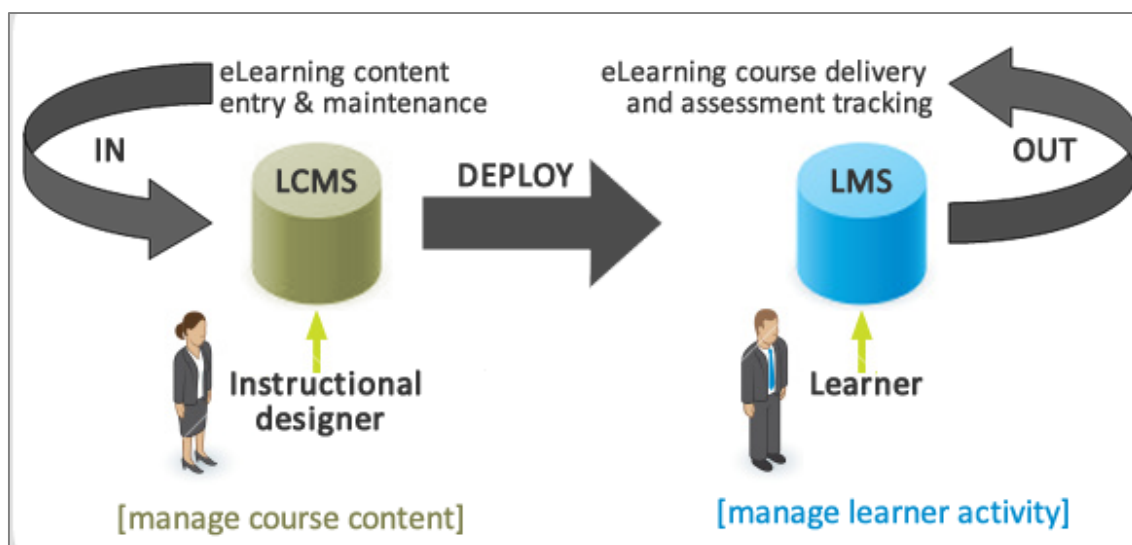 eLearning content
entry & maintenance
IN
LCMS
DEPLOY
Instructional
designer
[manage course content]
eLearning course delivery
and assessment tracking
OUT
LMS
Learner
[manage learner activity]